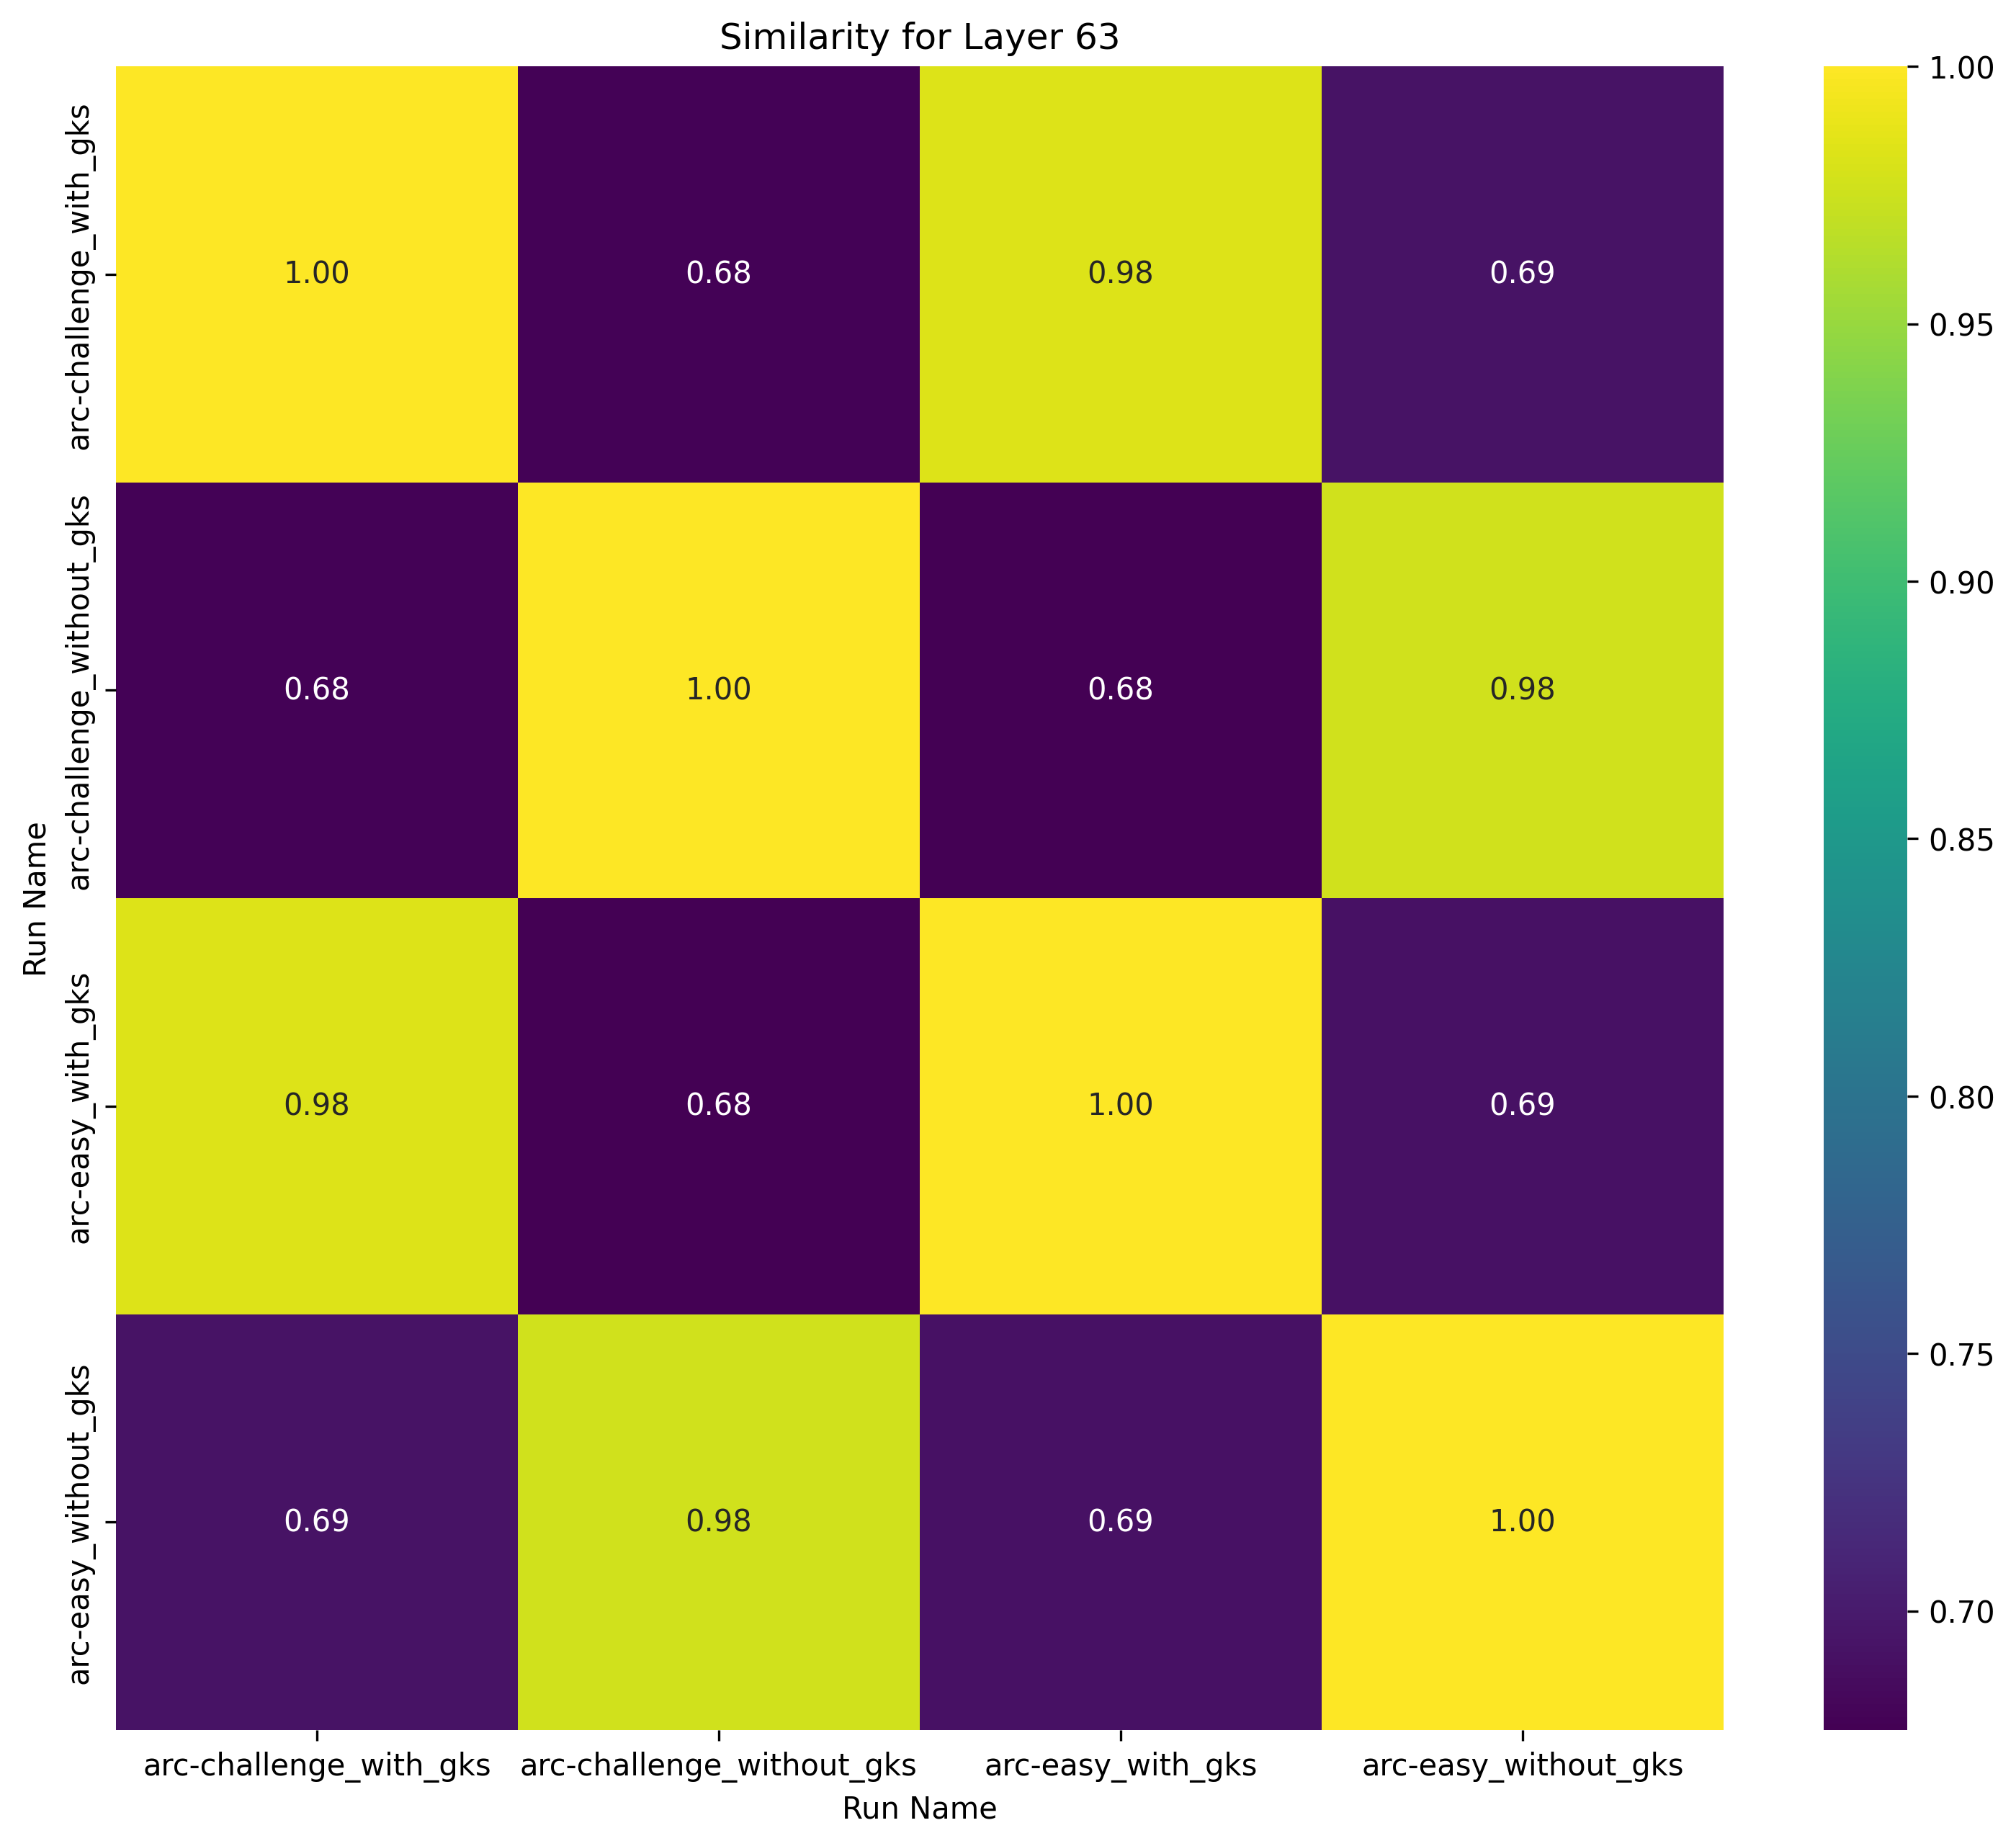 Similarity for Layer 63
Run Name
arc-challenge_with_gks
1.00 0.68 0.98 0.69
arc-challenge_without_gks
0.68 1.00 0.68 0.98
arc-easy_with_gks
0.98 0.68 1.00 0.69
arc-easy_without_gks
0.69 0.98 0.69 1.00
arc-challenge_with_gks arc-challenge_without_gks arc-easy_with_gks arc-easy_without_gks
Run Name
1.00
0.95
0.90
0.85
0.80
0.75
0.70